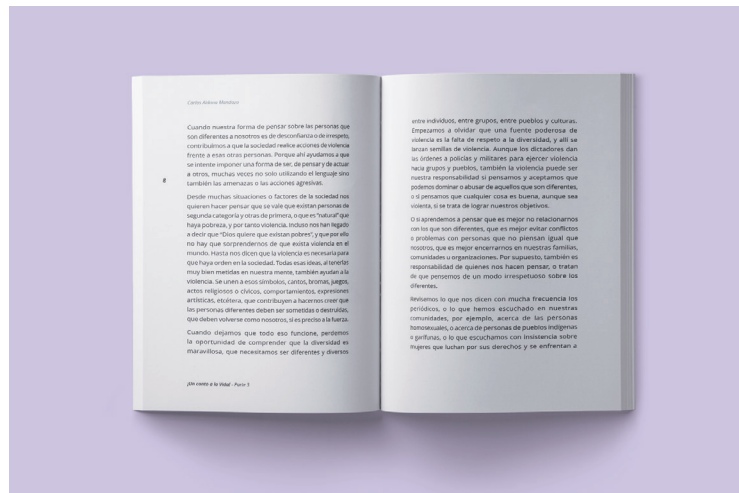 Carlos Aldana Mendoza
Cuando nuestra forma de pensar sobre las personas que
son diferentes a nosotros es de desconfianza o de irrespeto,
contribuimos a que la sociedad realice acciones de violencia
frente a esas otras personas. Porque ahí ayudamos a que
se intente imponer una forma de ser, de pensar y de actuar
a otros, muchas veces no solo utilizando el lenguaje sino
también las amenazas o las acciones agresivas.
Desde muchas situaciones o factores de la sociedad nos
quieren hacer pensar que se vale que existan personas de
segunda categoría y otras de primera, o que es "natural" que
haya pobreza, y por tanto violencia. Incluso nos han llegado
a decir que "Dios quiere que existan pobres", y que por ello
no hay que sorprendernos de que exista violencia en el
mundo. Hasta nos dicen que la violencia es necesaria para
que haya orden en la sociedad. Todas esas ideas, al tenerlas
muy bien metidas en nuestra mente, también ayudan a la
violencia. Se unen a esos símbolos, cantos, bromas, juegos,
actos religiosos o cívicos, comportamientos, expresiones
artísticas, etcétera, que contribuyen a hacernos creer que
las personas diferentes deben ser sometidas o destruidas,
que deben volverse como nosotros, si es preciso a la fuerza.
Cuando dejamos que todo eso funcione, perdemos
la oportunidad de comprender que la diversidad es
maravillosa, que necesitamos ser diferentes y diversos
¡Un canto a la Vida! - Parte 5
entre individuos, entre grupos, entre pueblos y culturas.
Empezamos a olvidar que una fuente poderosa de
violencia es la falta de respeto a la diversidad, y allí se
lanzan semillas de violencia. Aunque los dictadores dan
las órdenes a policías y militares para ejercer violencia
hacia grupos y pueblos, también la violencia puede ser
nuestra responsabilidad si pensamos y aceptamos que
podemos dominar o abusar de aquellos que son diferentes,
o si pensamos que cualquier cosa es buena, aunque sea
violenta, si se trata de lograr nuestros objetivos.
O si aprendemos a pensar que es mejor no relacionarnos
con los que son diferentes, que es mejor evitar conflictos
o problemas con personas que no piensan igual que
nosotros, que es mejor encerrarnos en nuestras familias,
comunidades u organizaciones. Por supuesto, también es
responsabilidad de quienes nos hacen pensar, o tratan
de que pensemos de un modo irrespetuoso sobre los
diferentes.
Revisemos lo que nos dicen con mucha frecuencia los
periódicos, o lo que hemos escuchado en nuestras
comunidades, por ejemplo, acerca de las personas
homosexuales, o acerca de personas de pueblos indígenas
o garífunas, o lo que escuchamos con insistencia sobre
mujeres que luchan por sus derechos y se enfrentan a